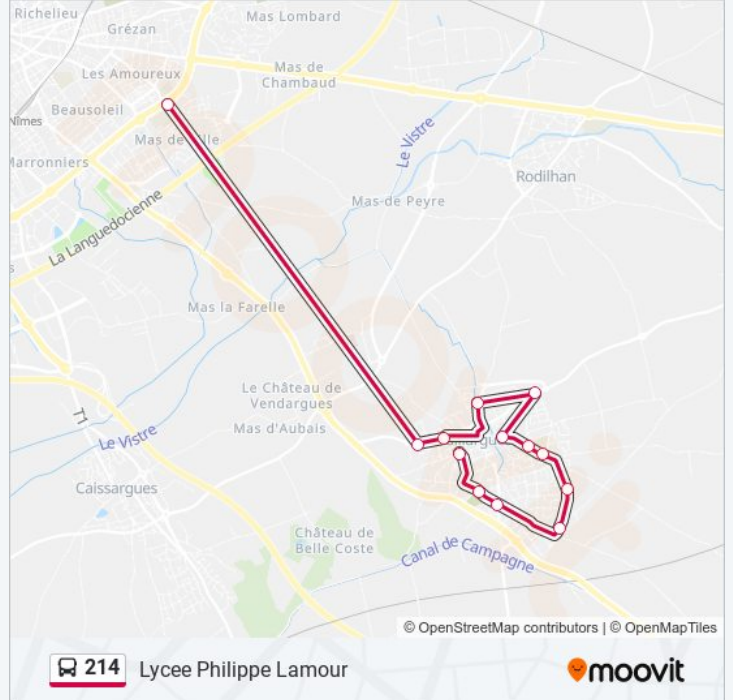 Richelieu
Mas Lombard
Grézan
Les Amoureux
Mas de
Chambaud
Beausoleil
Nîmes
Mas de
Marronniers
Le Vistre
Rodilhan
Mas de Peyre
La Languedocienne
Mas la Farelle
Le Château de
Vendargues
Mas d'Aubais
T1
Le Vistre
Caissargues
Château de
Belle Coste
Canal de Campagne
© OpenStreetMap contributors | © OpenMapTiles
214 Lycee Philippe Lamour
moovit